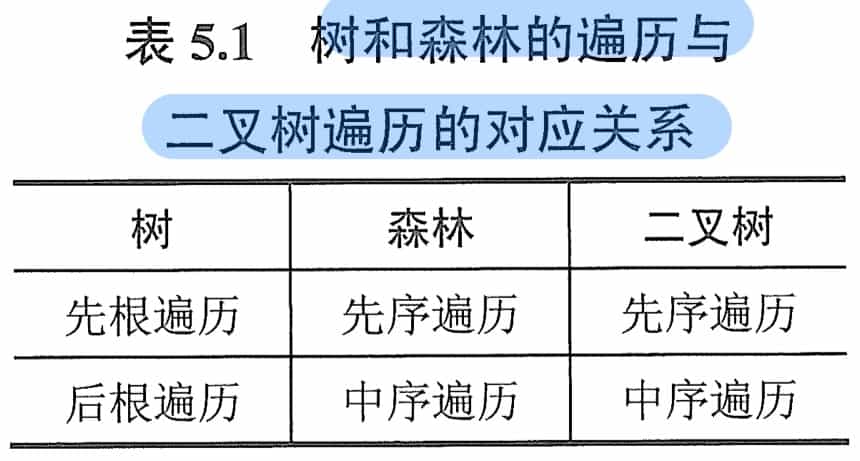 表 5.1 树和森林的遍历与
二叉树遍历的对应关系
树 森林 二叉树
先根遍历 先序遍历 先序遍历
后根遍历 中序遍历 中序遍历